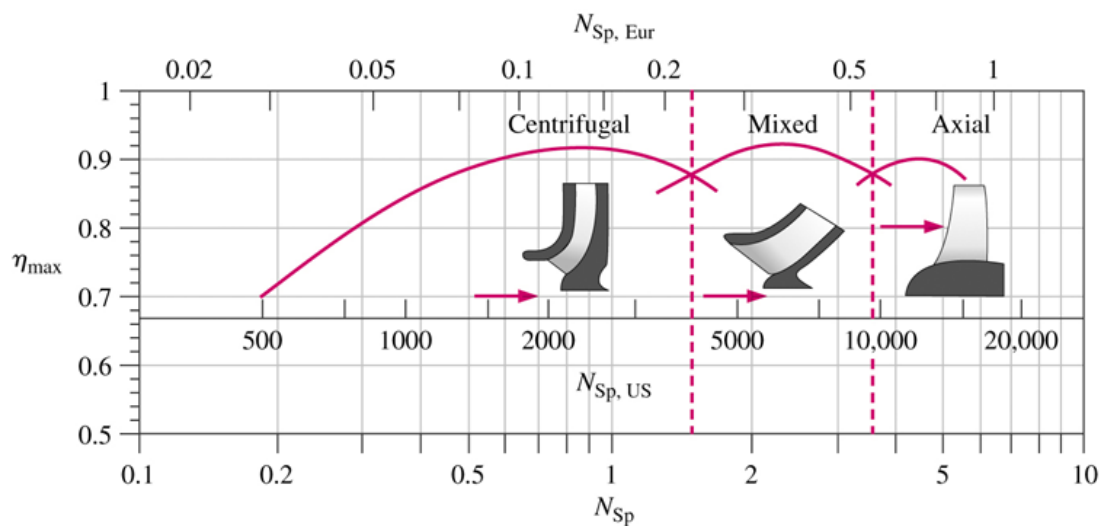 N_Sp, Eur
0.02 0.05 0.1 0.2 0.5 1
1
Centrifugal Mixed Axial
0.9
0.8
η_max
0.7
500 1000 2000 5000 10,000 20,000
0.6
N_Sp, US
0.5
0.1 0.2 0.5 1 2 5 10
N_Sp